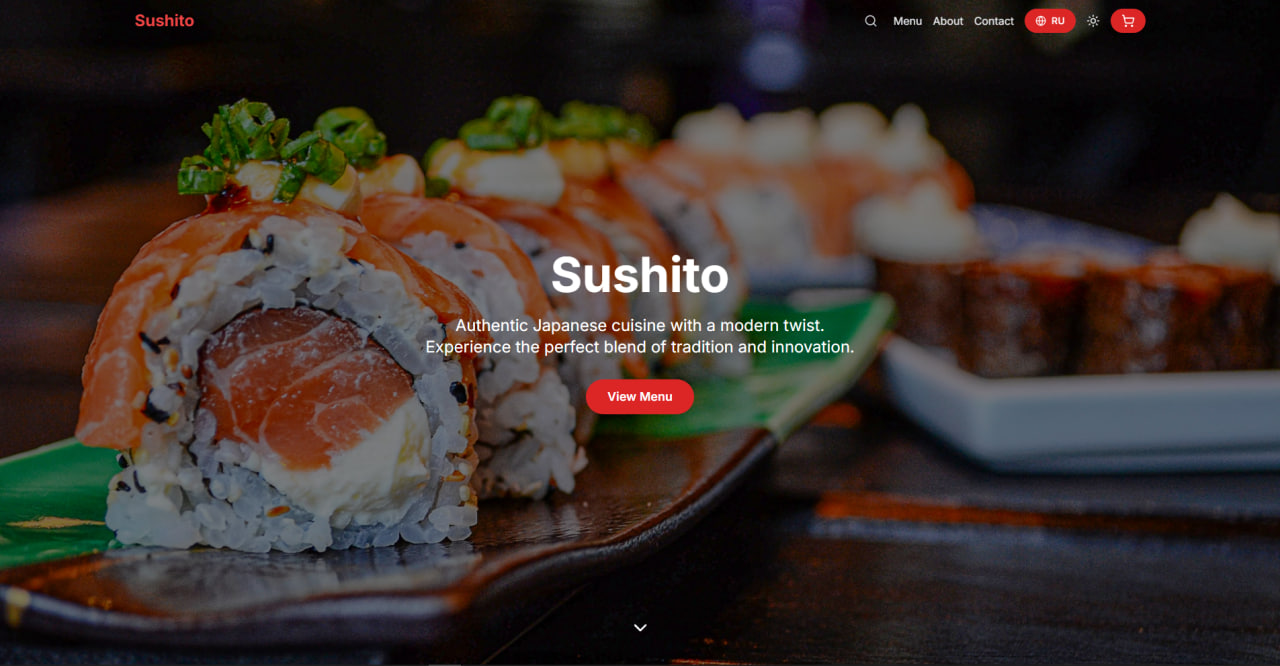 Sushito
Menu
About
Contact
RU
Sushito
Authentic Japanese cuisine with a modern twist.
Experience the perfect blend of tradition and innovation.
View Menu